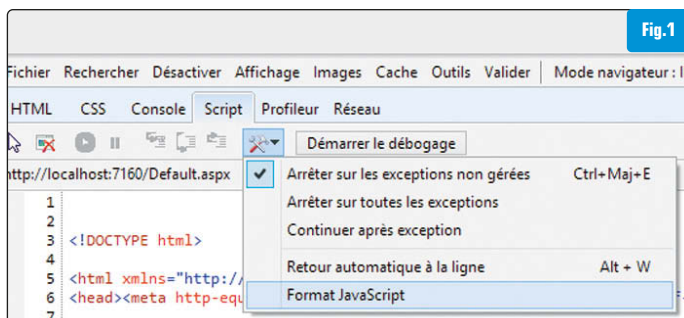 Fig.1
Fichier Rechercher Désactiver Affichage Images Cache Outils Valider Mode navigateur :
HTML CSS Console Script Profileur Réseau
Démarrer le débogage
http://localhost:7160/Default.aspx
Arrêter sur les exceptions non gérées Ctrl+Maj+E
Arrêter sur toutes les exceptions
Continuer après exception
Retour automatique à la ligne Alt + W
Format JavaScript
1
2
3 <!DOCTYPE html>
4
5 <html xmlns="http:/
6 <head><meta http-equ
7